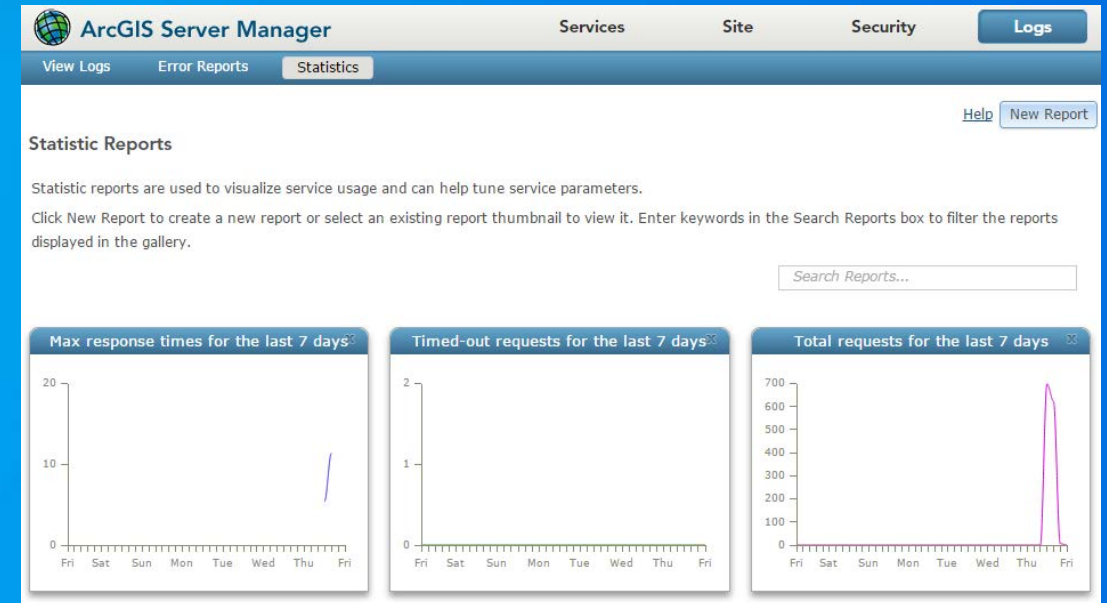 ArcGIS Server Manager
Services Site Security Logs
View Logs Error Reports Statistics
Help New Report
Statistic Reports
Statistic reports are used to visualize service usage and can help tune service parameters.
Click New Report to create a new report or select an existing report thumbnail to view it. Enter keywords in the Search Reports box to filter the reports
displayed in the gallery.
Search Reports...
Max response times for the last 7 days
20
10
0
Fri Sat Sun Mon Tue Wed Thu Fri
Timed-out requests for the last 7 days
2
1
0
Fri Sat Sun Mon Tue Wed Thu Fri
Total requests for the last 7 days
700
600
500
400
300
200
100
0
Fri Sat Sun Mon Tue Wed Thu Fri